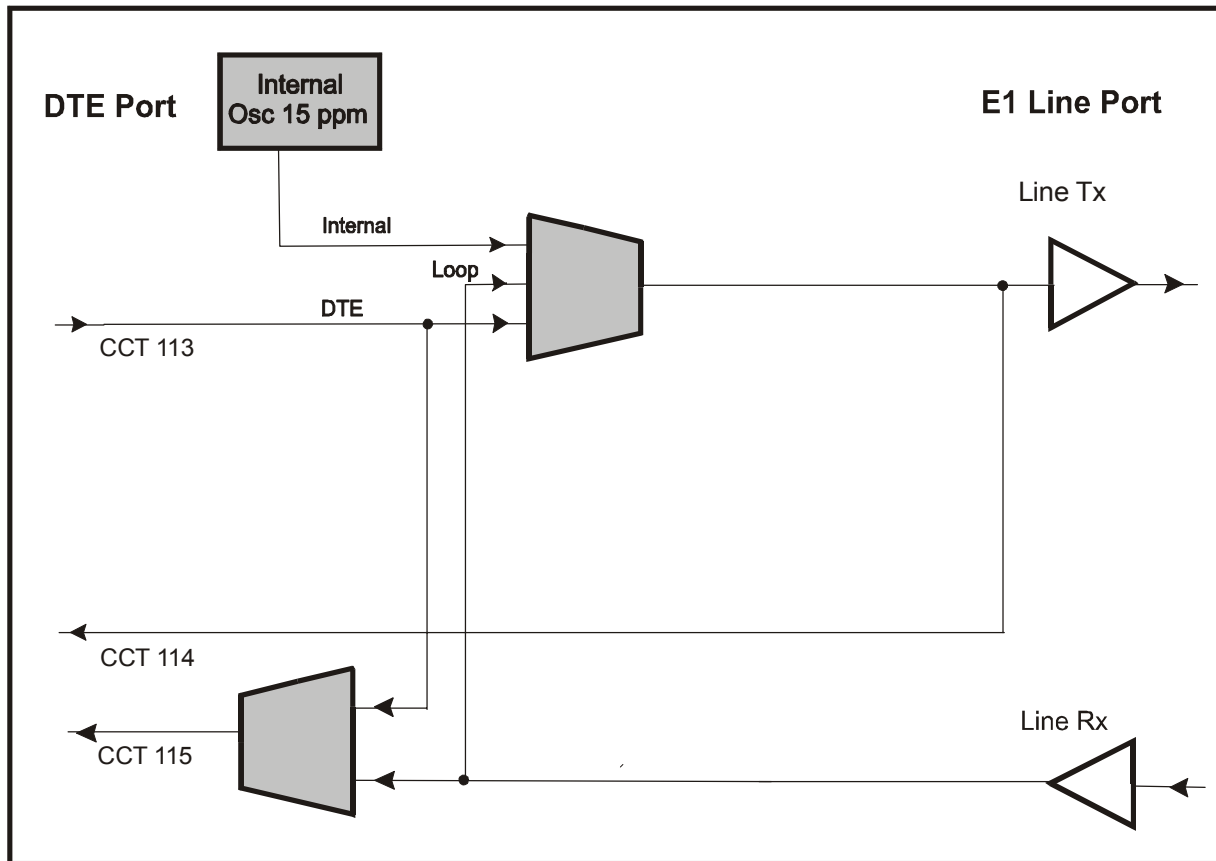 DTE Port
Internal
Osc 15 ppm
E1 Line Port
Line Tx
Internal
Loop
DTE
CCT 113
CCT 114
CCT 115
Line Rx